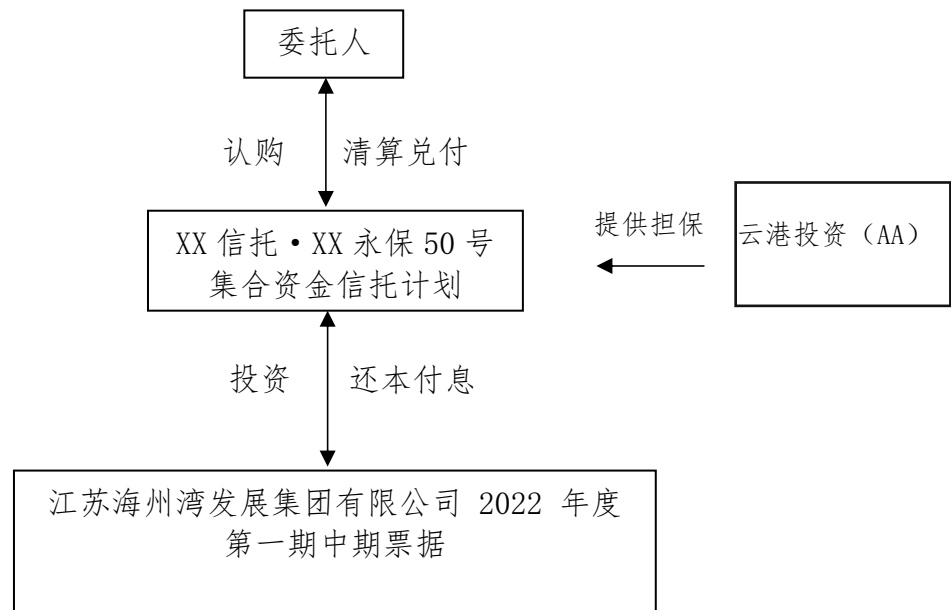 委托人
认购
清算兑付
XX 信托·XX 永保 50 号
集合资金信托计划
提供担保
云港投资（AA）
投资
还本付息
江苏海州湾发展集团有限公司 2022 年度
第一期中期票据